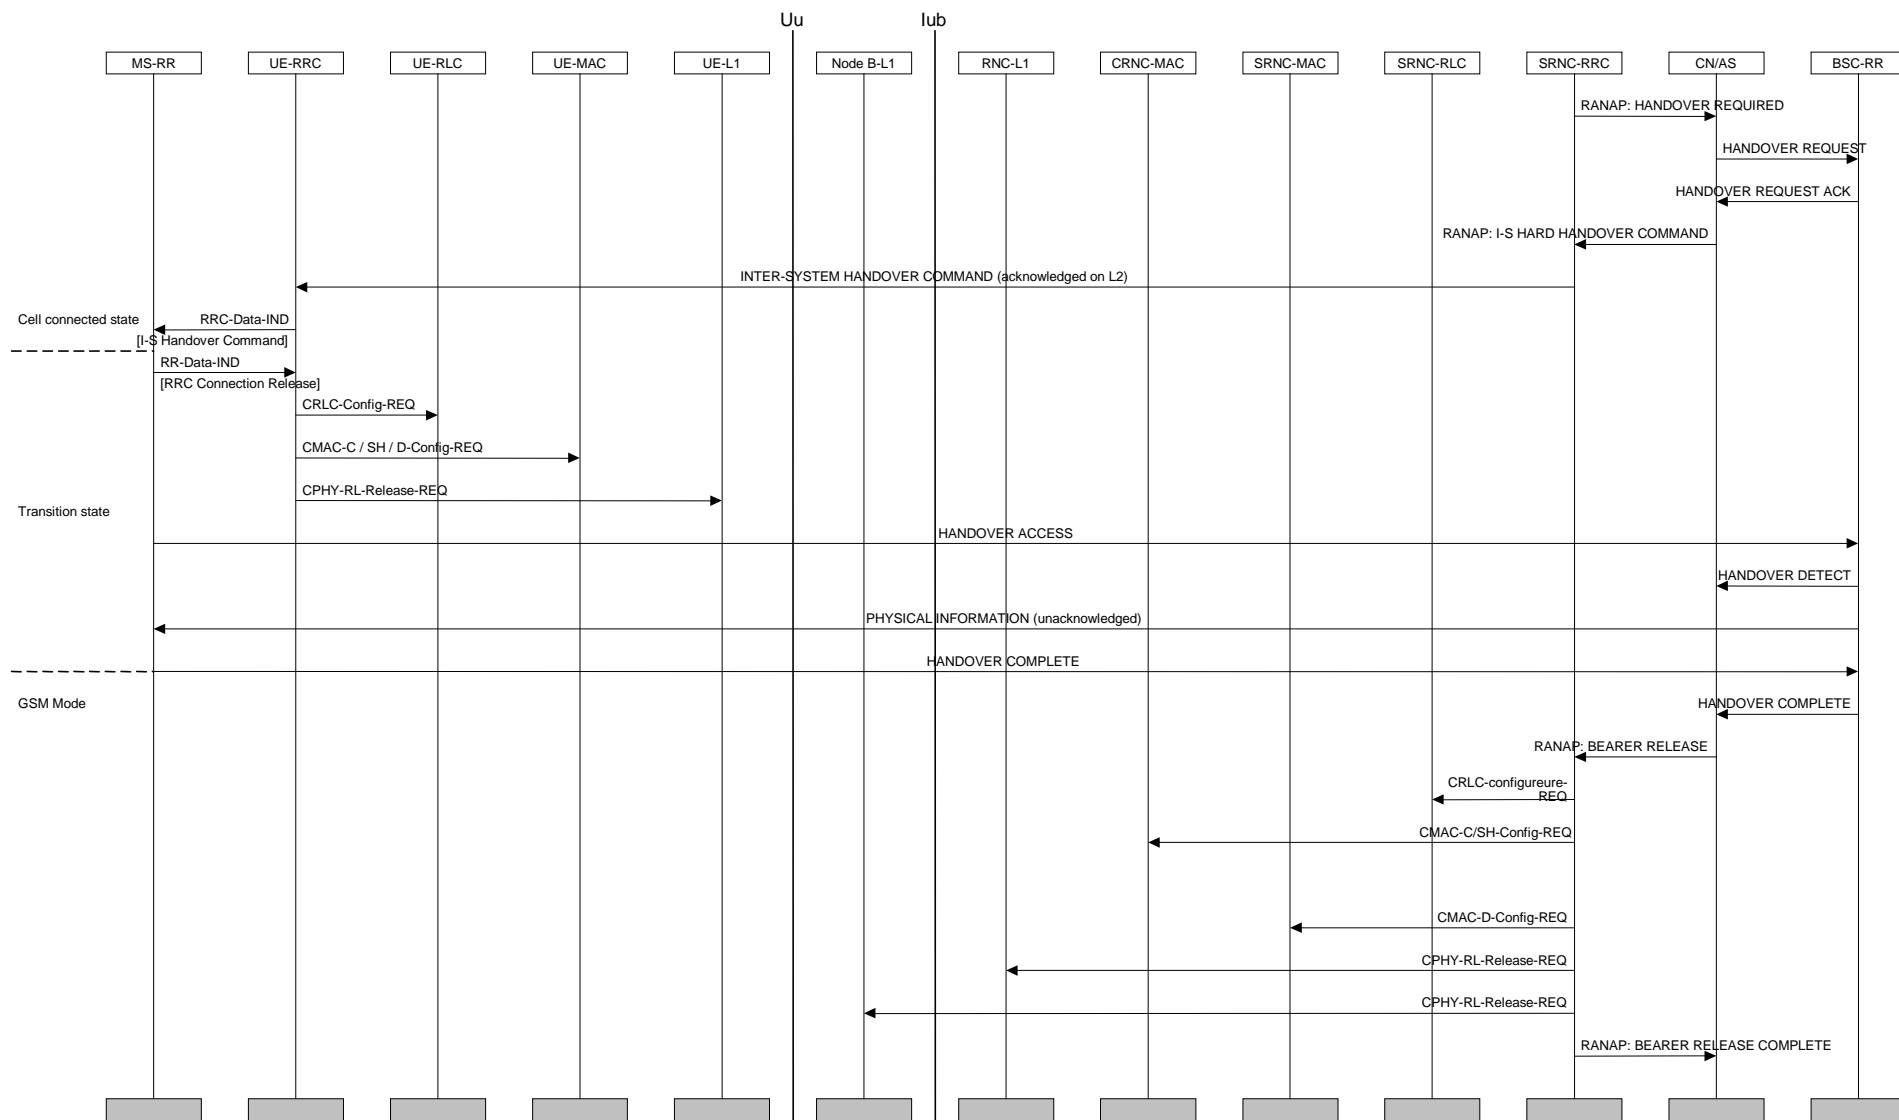 Uu
Iub
MS-RR
UE-RRC
UE-RLC
UE-MAC
UE-L1
Node B-L1
RNC-L1
CRNC-MAC
SRNC-MAC
SRNC-RLC
SRNC-RRC
CN/AS
BSC-RR
RANAP: HANDOVER REQUIRED
HANDOVER REQUEST
HANDOVER REQUEST ACK
RANAP: I-S HARD HANDOVER COMMAND
INTER-SYSTEM HANDOVER COMMAND (acknowledged on L2)
Cell connected state
RRC-Data-IND
[I-S Handover Command]
RR-Data-IND
[RRC Connection Release]
CRLC-Config-REQ
CMAC-C / SH / D-Config-REQ
CPHY-RL-Release-REQ
Transition state
HANDOVER ACCESS
HANDOVER DETECT
PHYSICAL INFORMATION (unacknowledged)
HANDOVER COMPLETE
GSM Mode
HANDOVER COMPLETE
RANAP: BEARER RELEASE
CRLC-configureure-
REQ
CMAC-C/SH-Config-REQ
CMAC-D-Config-REQ
CPHY-RL-Release-REQ
CPHY-RL-Release-REQ
RANAP: BEARER RELEASE COMPLETE